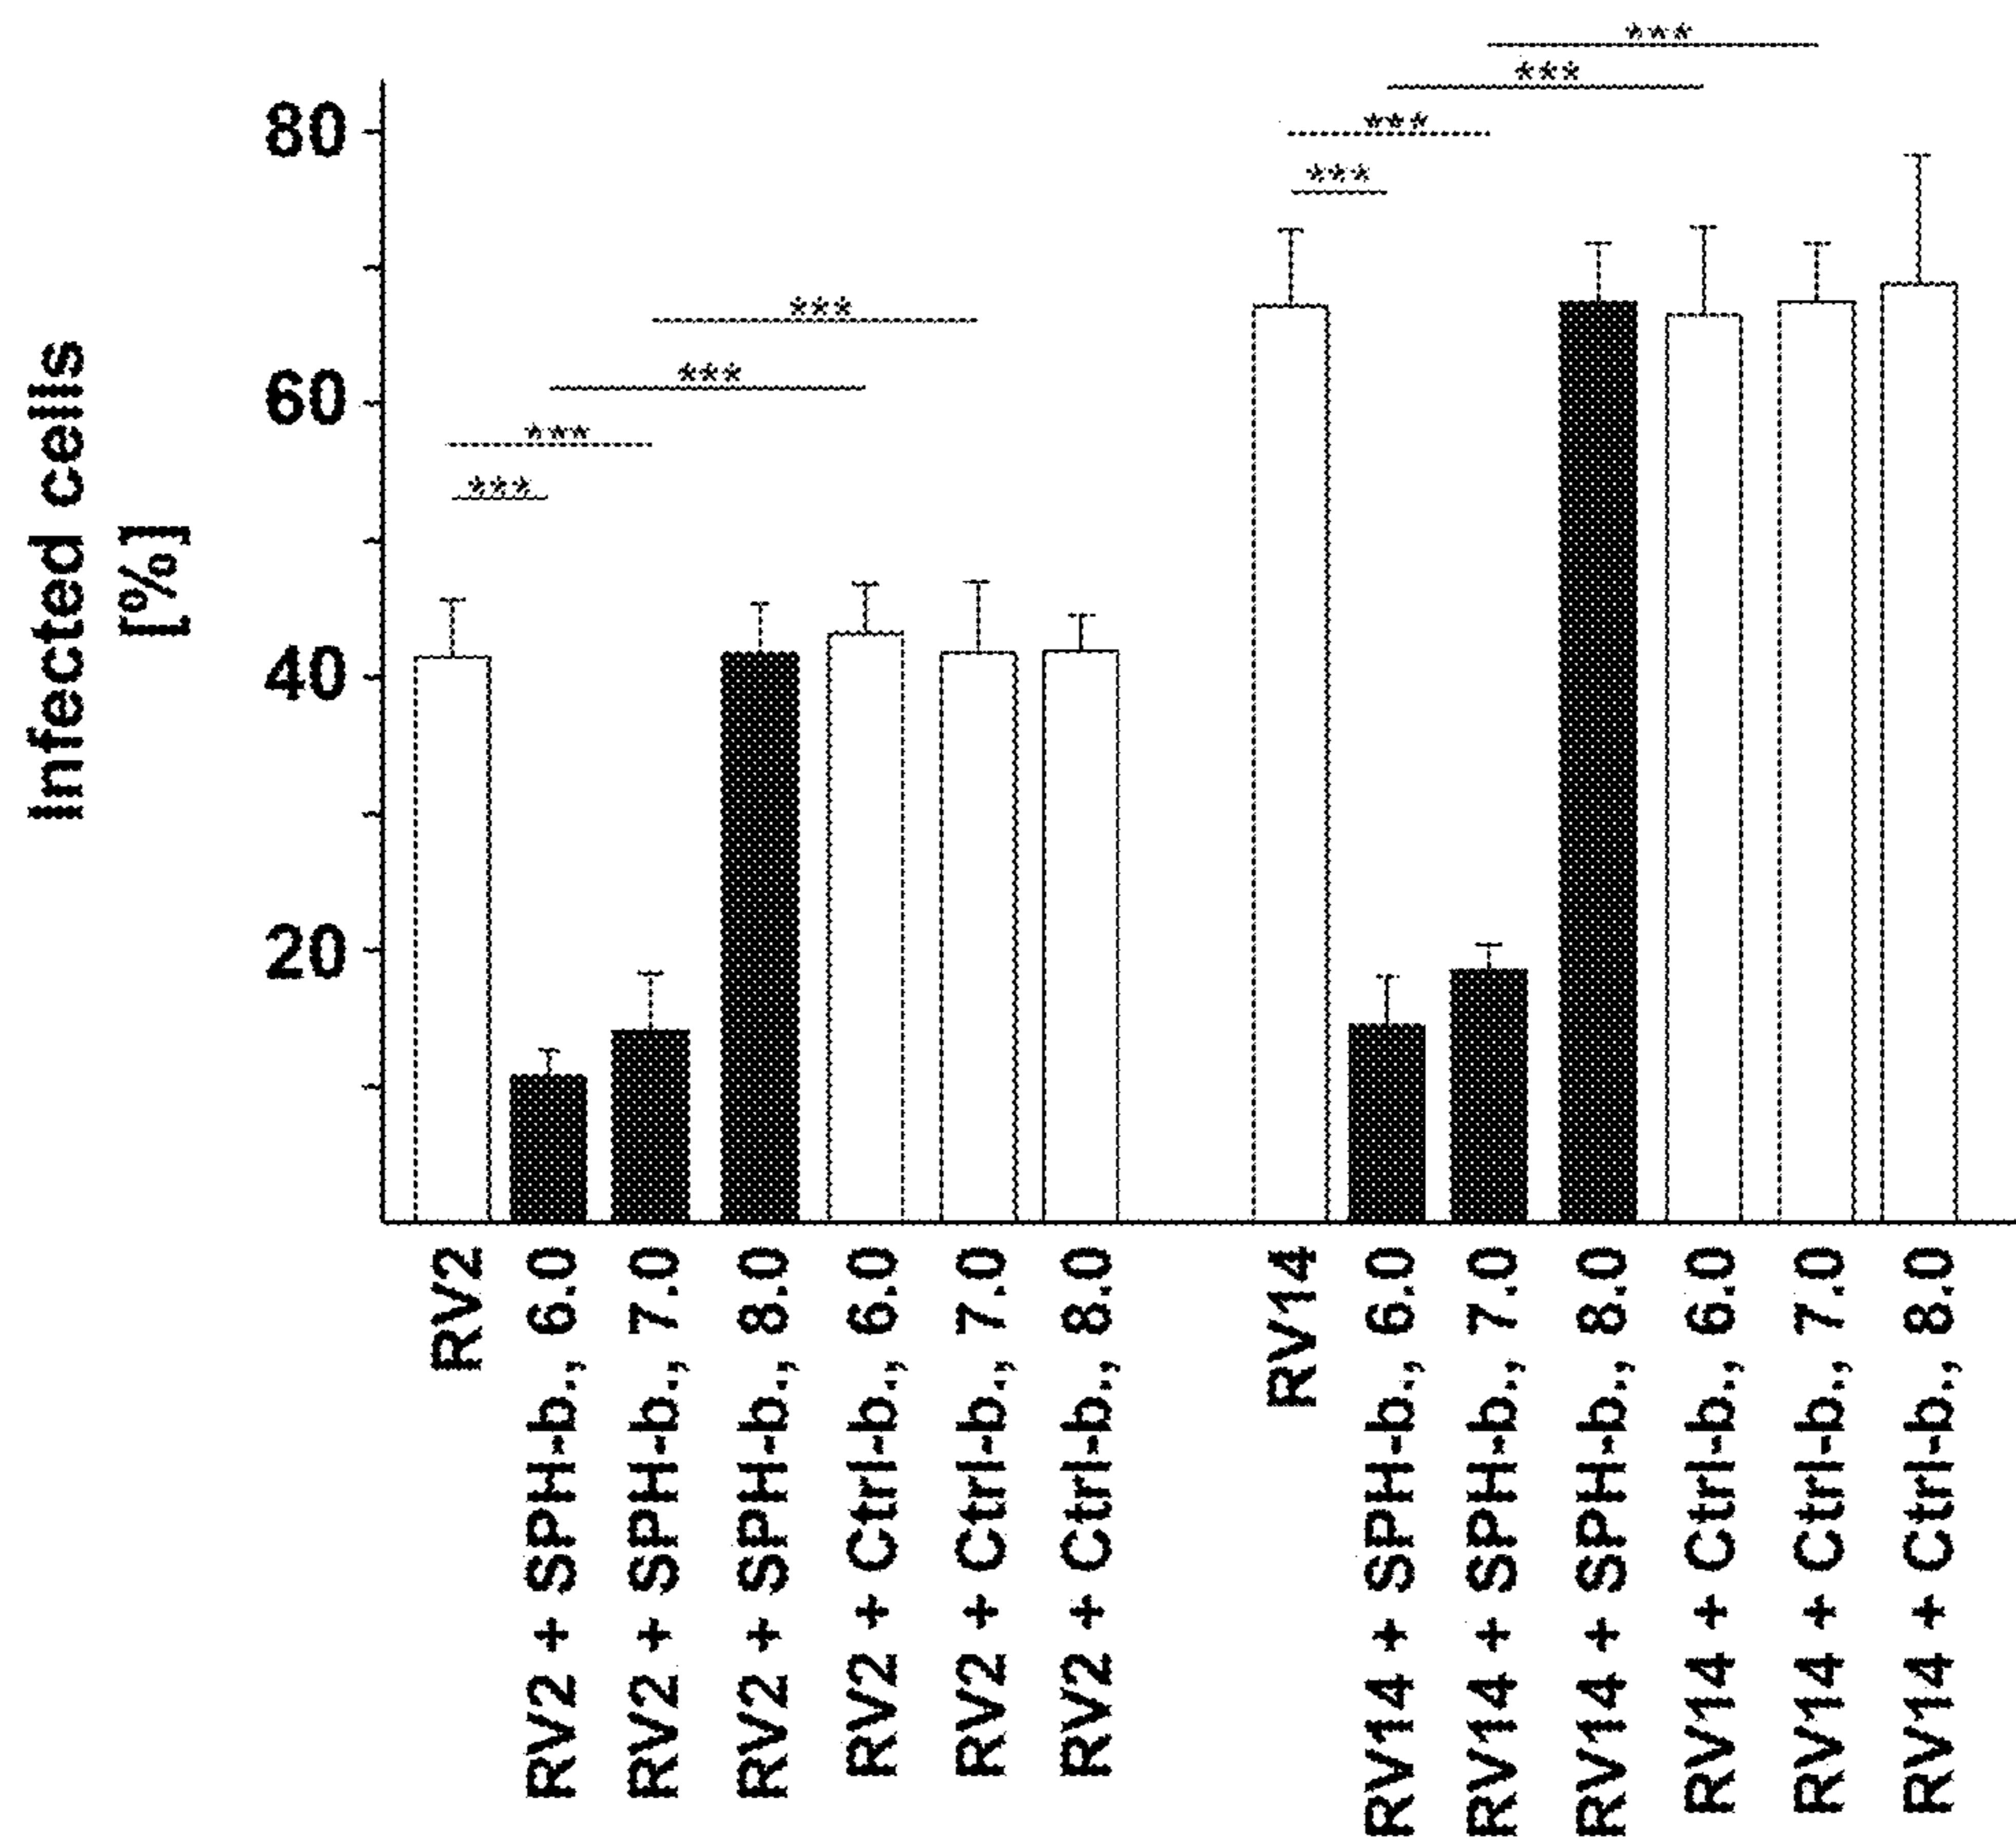 Infected cells
[%]
80
60
40
20
***
***
***
***
***
***
***
***
RV2
RV2 + SPH-b., 6.0
RV2 + SPH-b., 7.0
RV2 + SPH-b., 8.0
RV2 + Ctrl-b., 6.0
RV2 + Ctrl-b., 7.0
RV2 + Ctrl-b., 8.0
RV14
RV14 + SPH-b., 6.0
RV14 + SPH-b., 7.0
RV14 + SPH-b., 8.0
RV14 + Ctrl-b., 6.0
RV14 + Ctrl-b., 7.0
RV14 + Ctrl-b., 8.0